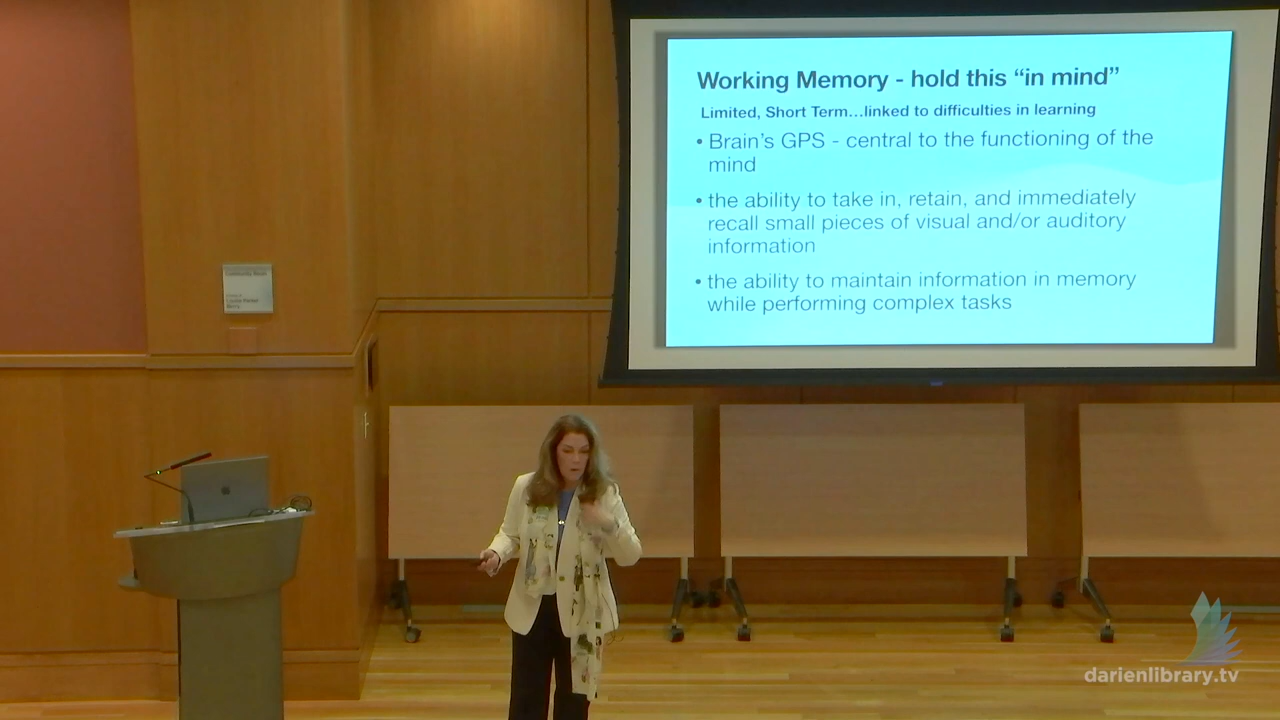 Working Memory - hold this “in mind”
Limited, Short Term...linked to difficulties in learning
• Brain's GPS - central to the functioning of the
mind
• the ability to take in, retain, and immediately
recall small pieces of visual and/or auditory
information
• the ability to maintain information in memory
while performing complex tasks
Community Room
darienlibrary.tv